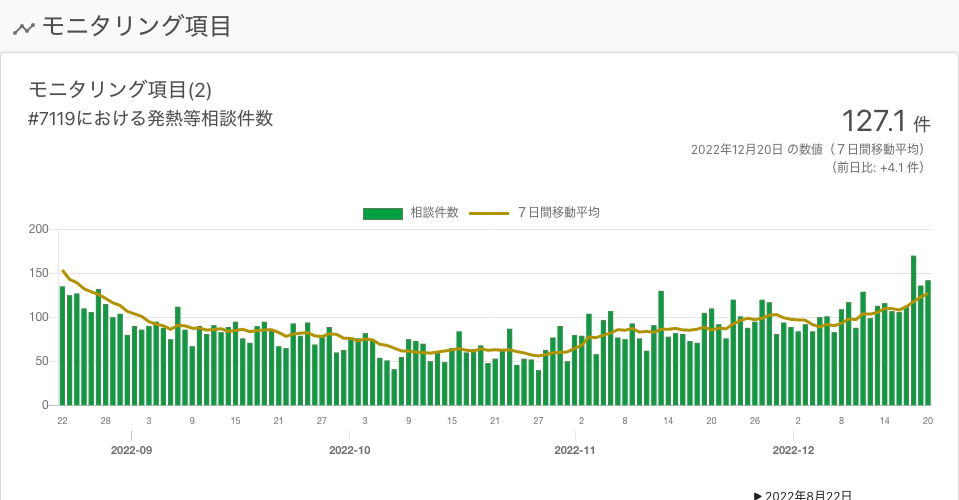 モニタリング項目
モニタリング項目(2)
#7119における発熱等相談件数
127.1 件
2022年12月20日 の数値（７日間移動平均）
（前日比: +4.1 件）
相談件数 ７日間移動平均
200
150
100
50
0
22 28 3 9 15 21 27 3 9 15 21 27 2 8 14 20 26 2 8 14 20
2022-09 2022-10 2022-11 2022-12
▶ 2022年8月22日